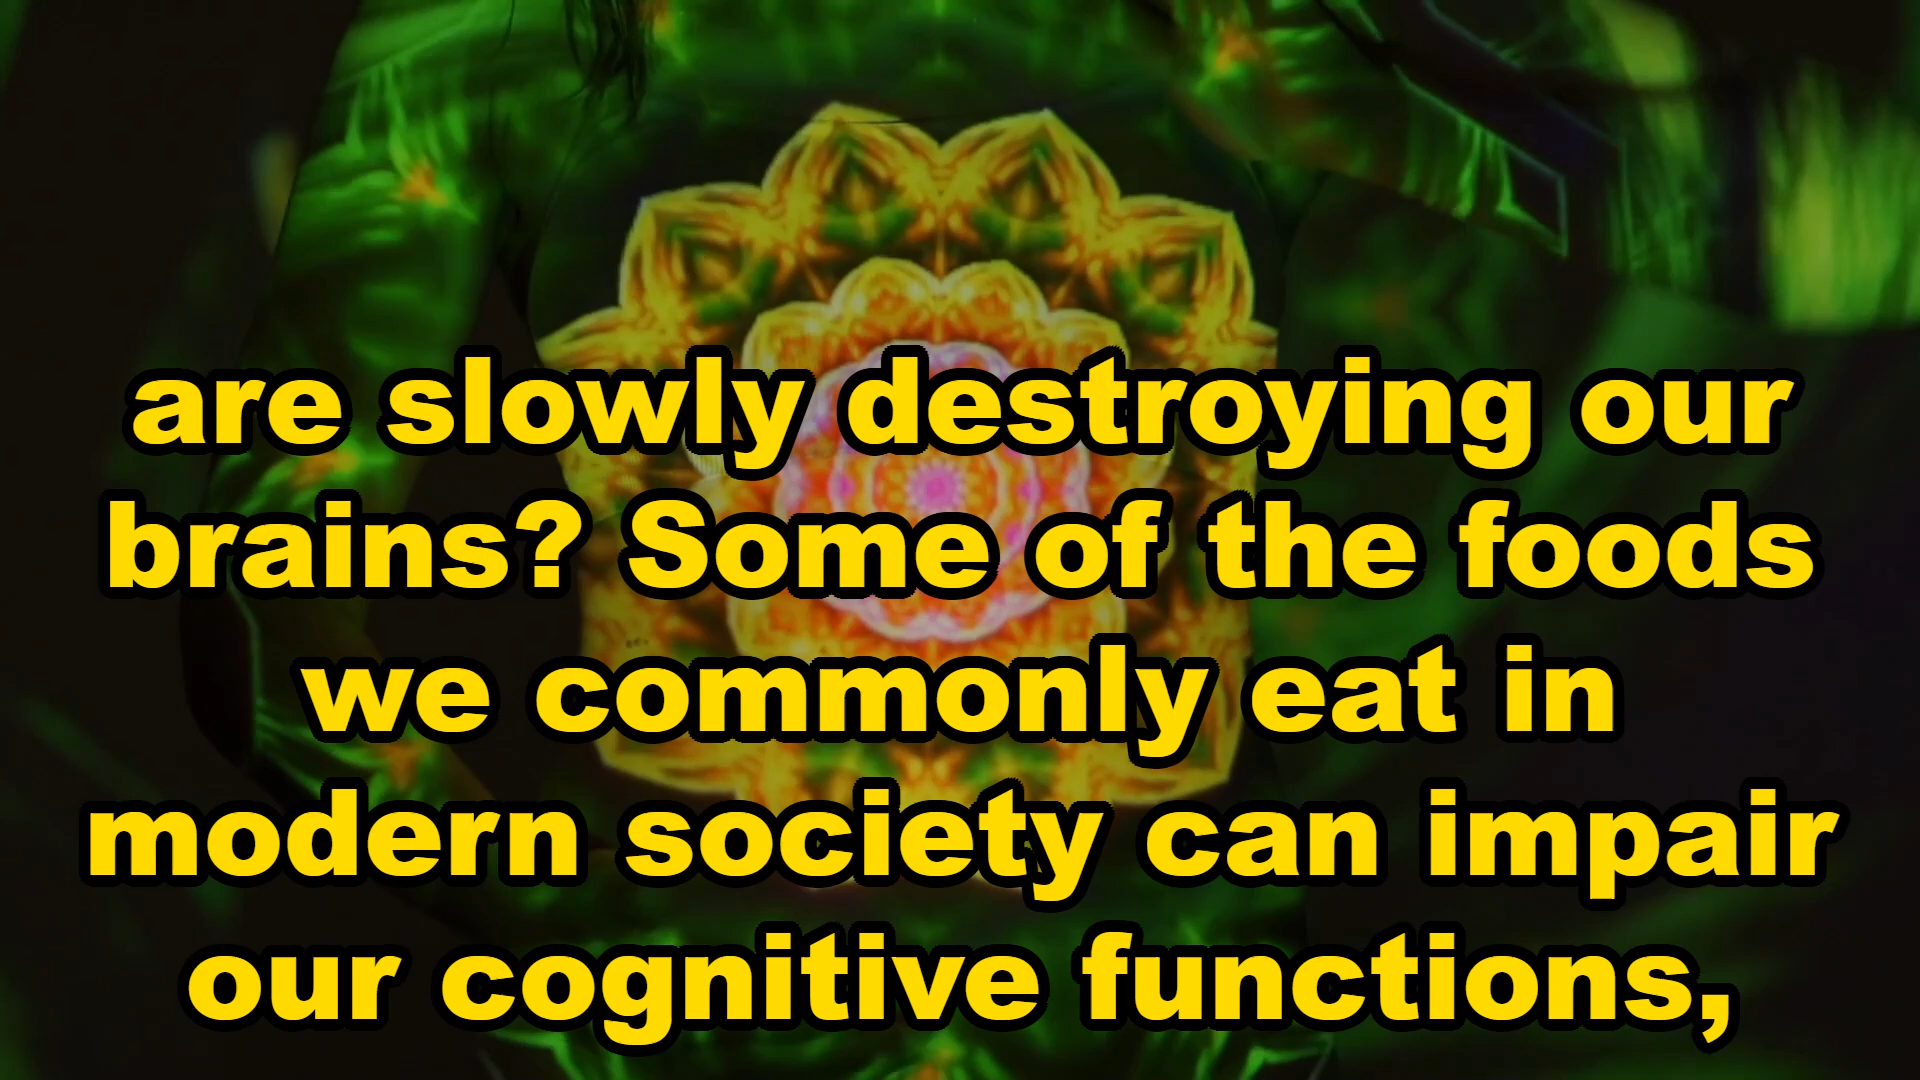 are slowly destroying our
brains? Some of the foods
we commonly eat in
modern society can impair
our cognitive functions,